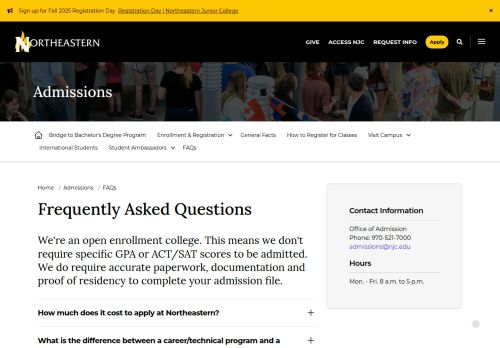 Sign up for Fall 2025 Registration Day Registration Day | Northeastern Junior College ×
NORTHEASTERN GIVE ACCESS NJC REQUEST INFO Apply
Admissions
Bridge to Bachelor's Degree Program Enrollment & Registration General Facts How to Register for Classes Visit Campus
International Students Student Ambassadors FAQs
Home / Admissions / FAQs
Frequently Asked Questions
We're an open enrollment college. This means we don't
require specific GPA or ACT/SAT scores to be admitted.
We do require accurate paperwork, documentation and
proof of residency to complete your admission file.
How much does it cost to apply at Northeastern? +
What is the difference between a career/technical program and a +
Contact Information
Office of Admission
Phone: 970-521-7000
admissions@njc.edu
Hours
Mon. - Fri. 8 a.m. to 5 p.m.